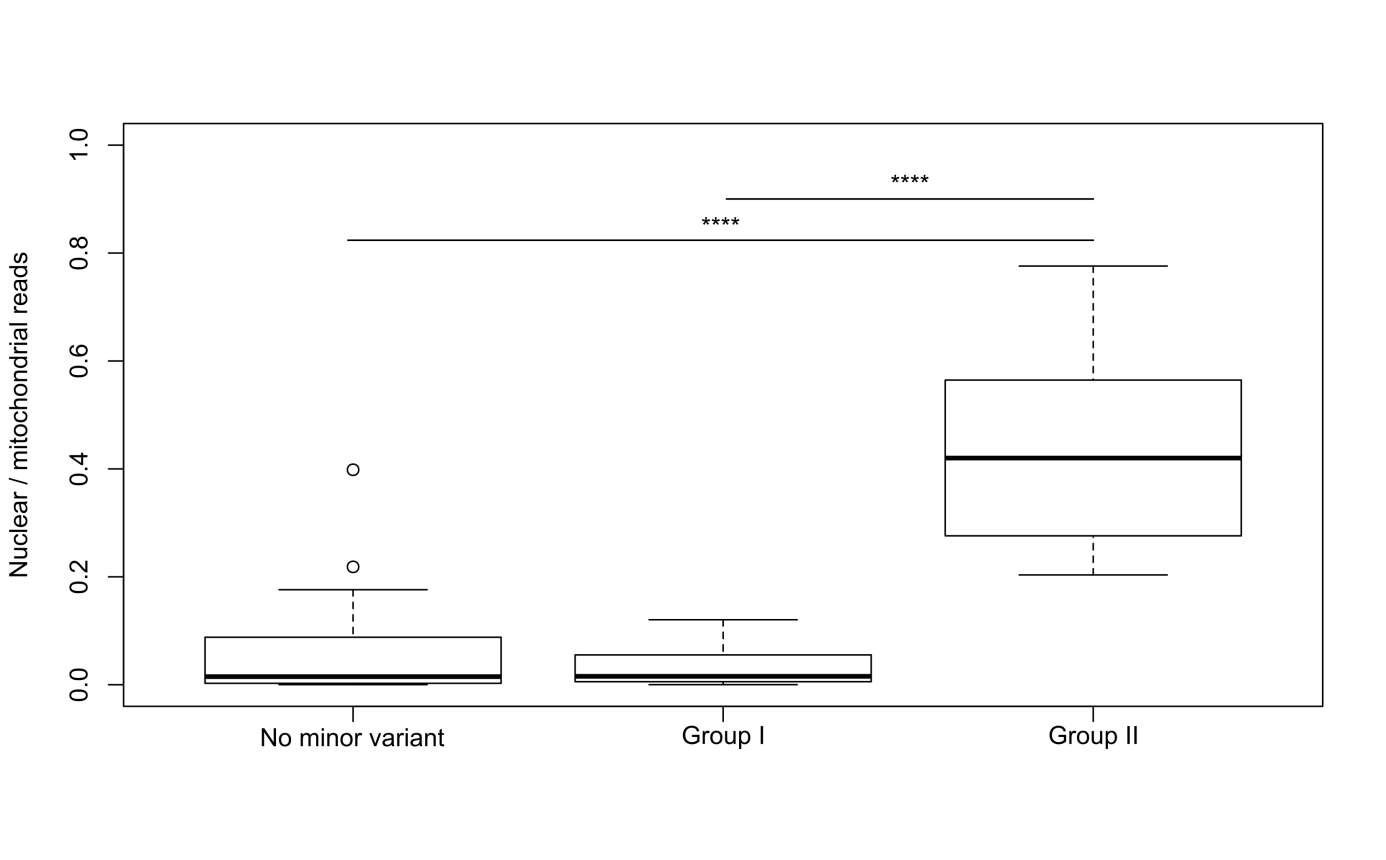 1.0
****
****
0.8
0.6
0.4
0.2
0.0
Nuclear / mitochondrial reads
No minor variant
Group I
Group II